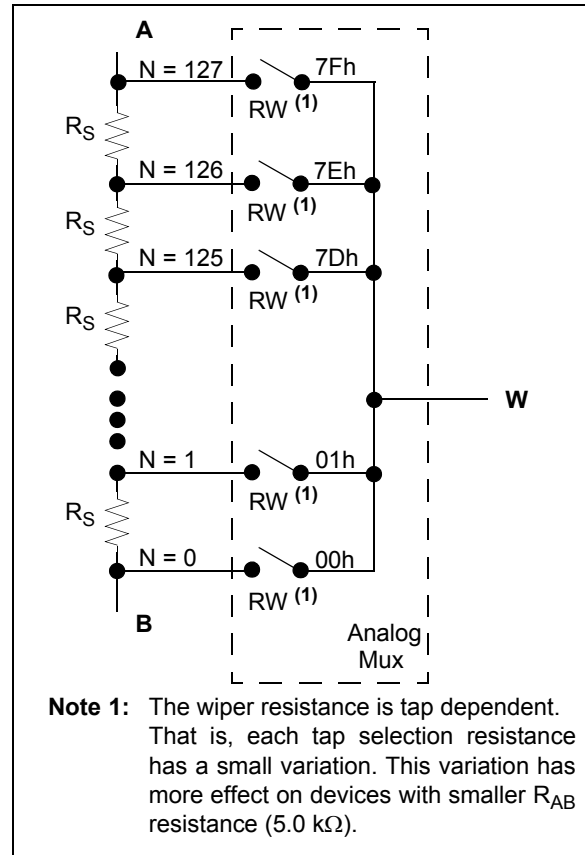 A
N = 127
7Fh
RW (1)
RS
N = 126
7Eh
RW (1)
RS
N = 125
7Dh
RW (1)
RS
W
N = 1
01h
RW (1)
RS
N = 0
00h
RW (1)
B
Analog
Mux
Note 1: The wiper resistance is tap dependent.
That is, each tap selection resistance
has a small variation. This variation has
more effect on devices with smaller RAB
resistance (5.0 kΩ).